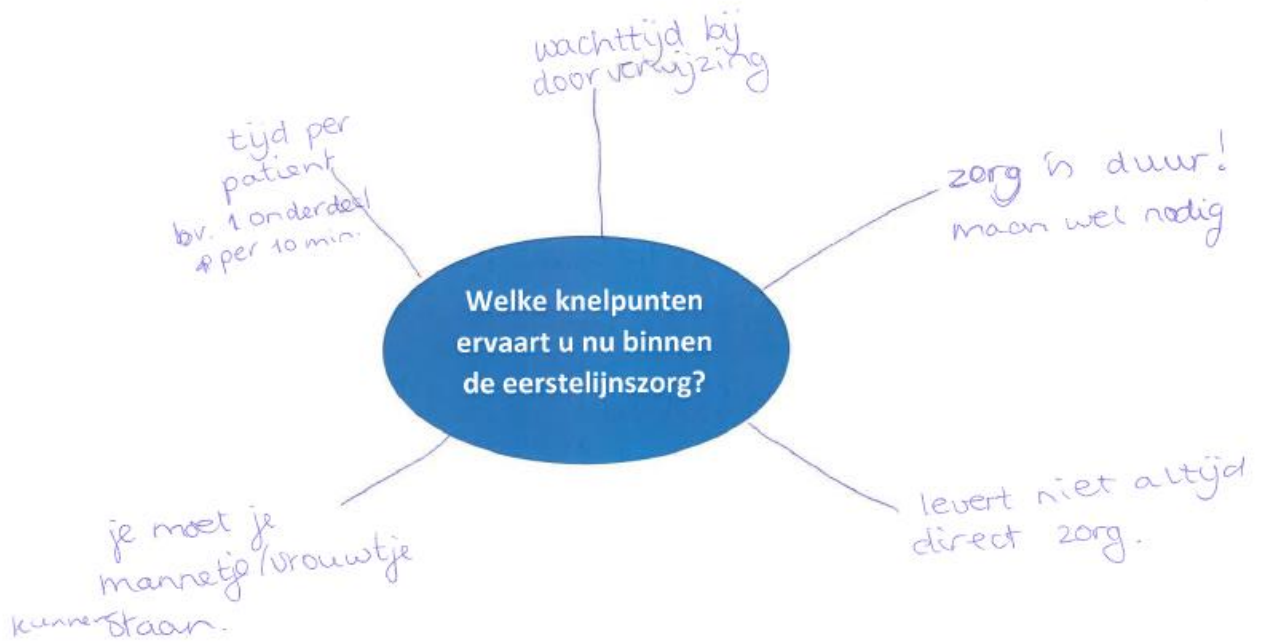 wachttijd bij
doorverwijzing
tijd per
patient
bv. 1 onderdeel
per 10 min.
zorg is duur!
maar wel nodig
Welke knelpunten
ervaart u nu binnen
de eerstelijnszorg?
je moet je
mannetje/vrouwtje
kunnen staan.
levert niet altijd
direct zorg.